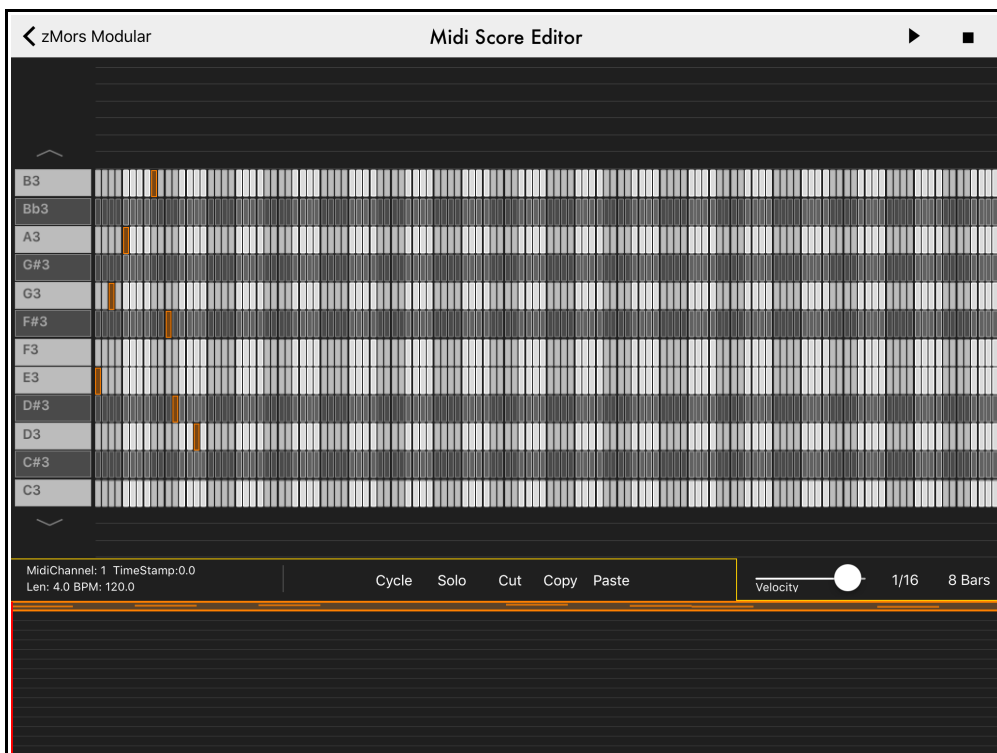 zMors Modular
Midi Score Editor
B3
Bb3
A3
G#3
G3
F#3
F3
E3
D#3
D3
C#3
C3
MidiChannel: 1 TimeStamp:0.0
Len: 4.0 BPM: 120.0
Cycle Solo Cut Copy Paste
Velocity
1/16
8 Bars